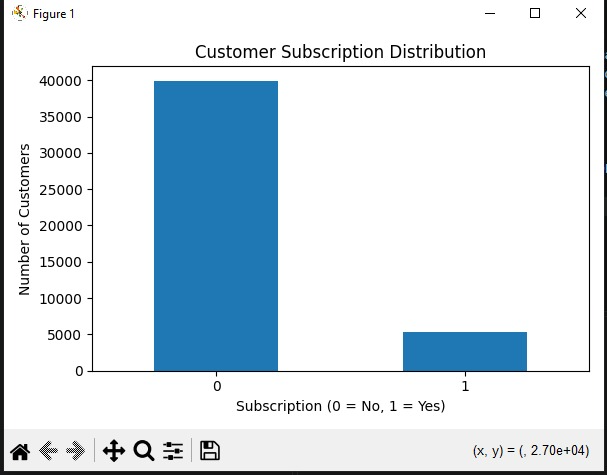 Figure 1
Customer Subscription Distribution
40000
35000
30000
25000
20000
15000
10000
5000
0
Number of Customers
0 1
Subscription (0 = No, 1 = Yes)
(x, y) = (, 2.70e+04)